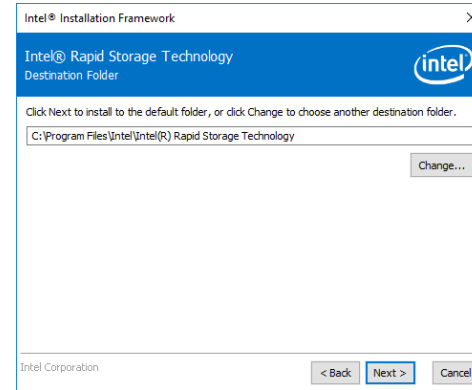 Intel® Installation Framework
Intel® Rapid Storage Technology
Destination Folder
intel
Click Next to install to the default folder, or click Change to choose another destination folder.
C:\Program Files\Intel\Intel(R) Rapid Storage Technology
Change...
Intel Corporation
< Back Next > Cancel